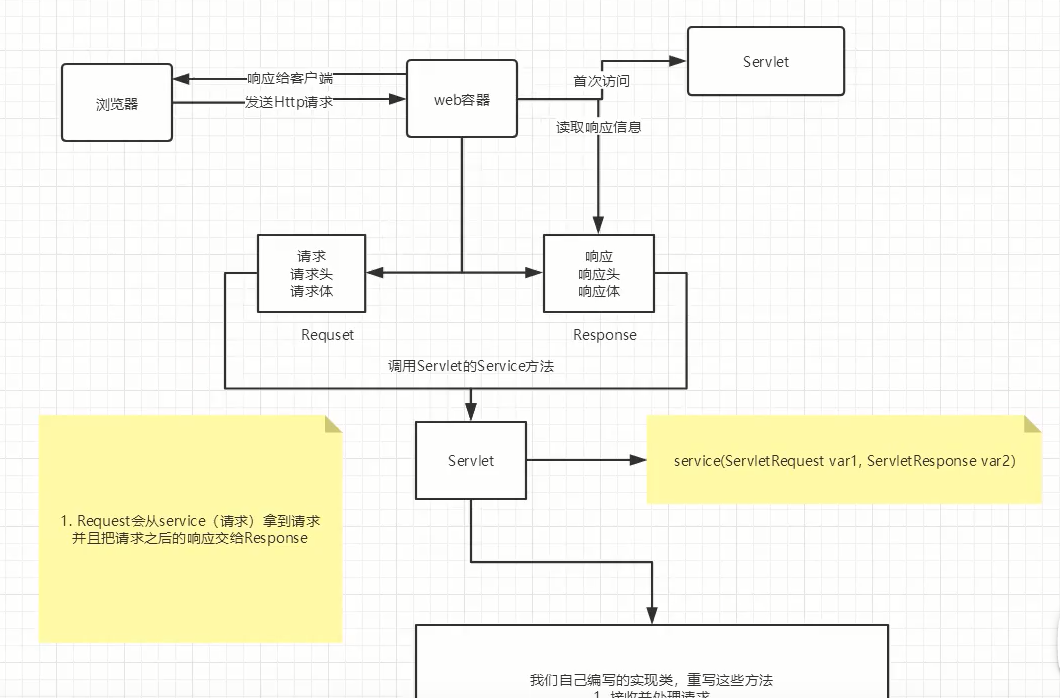 Servlet
响应给客户端
首次访问
浏览器
发送Http请求
web容器
读取响应信息
请求
请求头
请求体
响应
响应头
响应体
Requset
Response
调用Servlet的Service方法
Servlet
service(ServletRequest var1, ServletResponse var2)
1. Request会从service（请求）拿到请求
并且把请求之后的响应交给Response
我们自己编写的实现类，重写这些方法
1. 接收并处理请求